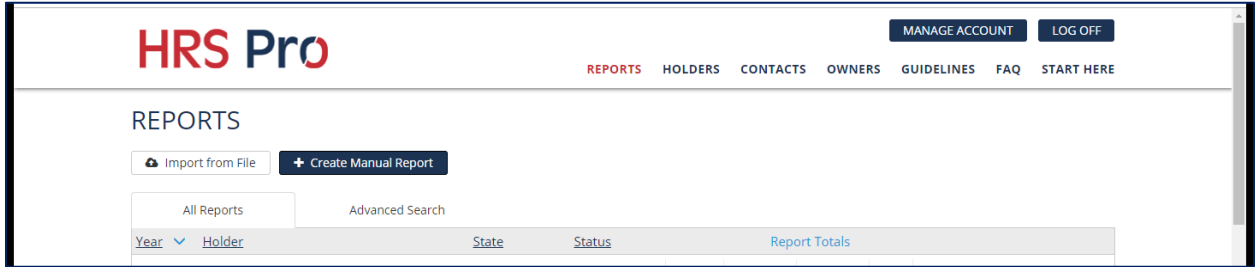 HRS Pro
MANAGE ACCOUNT LOG OFF
REPORTS HOLDERS CONTACTS OWNERS GUIDELINES FAQ START HERE
REPORTS
Import from File + Create Manual Report
All Reports Advanced Search
Year Holder State Status Report Totals